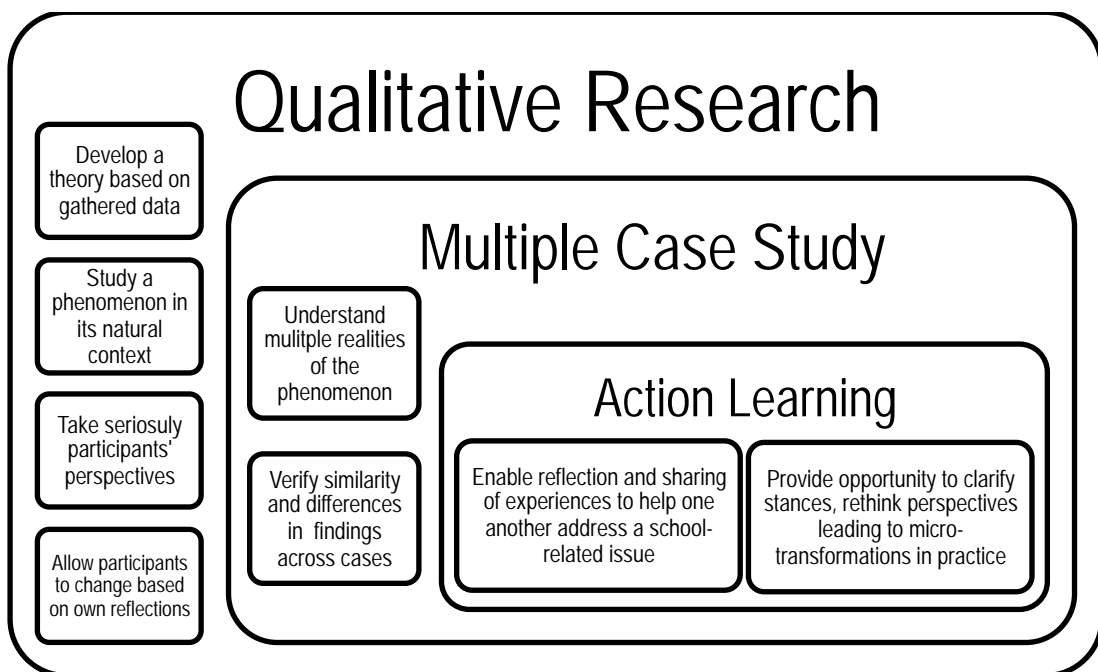 Qualitative Research
Develop a
theory based on
gathered data
Study a
phenomenon in
its natural
context
Take seriosuly
participants'
perspectives
Allow participants
to change based
on own reflections
Multiple Case Study
Understand
mulitple realities
of the
phenomenon
Verify similarity
and differences
in findings
across cases
Action Learning
Enable reflection and sharing
of experiences to help one
another address a school-
related issue
Provide opportunity to clarify
stances, rethink perspectives
leading to micro-
transformations in practice